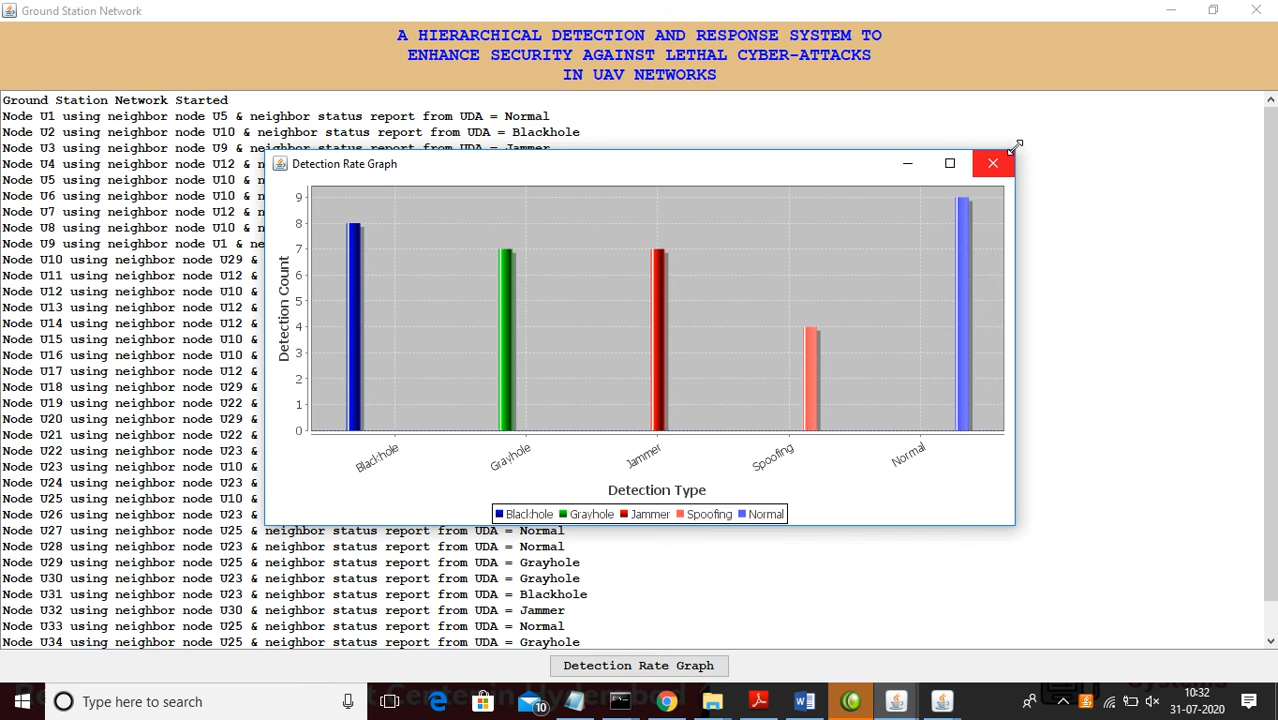 Ground Station Network
A HIERARCHICAL DETECTION AND RESPONSE SYSTEM TO
ENHANCE SECURITY AGAINST LETHAL CYBER-ATTACKS
IN UAV NETWORKS
Ground Station Network Started
Node U1 using neighbor node U5 & neighbor status report from UDA = Normal
Node U2 using neighbor node U10 & neighbor status report from UDA = Blackhole
Node U3 using neighbor node U9 & neighbor status report from UDA = Jammer
Node U4 using neighbor node U12 &
Node U5 using neighbor node U10 &
Node U6 using neighbor node U10 &
Node U7 using neighbor node U12 &
Node U8 using neighbor node U10 &
Node U9 using neighbor node U1 &
Node U10 using neighbor node U29 &
Node U11 using neighbor node U12 &
Node U12 using neighbor node U10 &
Node U13 using neighbor node U12 &
Node U14 using neighbor node U12 &
Node U15 using neighbor node U10 &
Node U16 using neighbor node U10 &
Node U17 using neighbor node U12 &
Node U18 using neighbor node U29 &
Node U19 using neighbor node U22 &
Node U20 using neighbor node U29 &
Node U21 using neighbor node U22 &
Node U22 using neighbor node U23 &
Node U23 using neighbor node U10 &
Node U24 using neighbor node U23 &
Node U25 using neighbor node U10 &
Node U26 using neighbor node U23 &
Node U27 using neighbor node U25 & neighbor status report from UDA = Normal
Node U28 using neighbor node U23 & neighbor status report from UDA = Normal
Node U29 using neighbor node U25 & neighbor status report from UDA = Grayhole
Node U30 using neighbor node U23 & neighbor status report from UDA = Grayhole
Node U31 using neighbor node U23 & neighbor status report from UDA = Blackhole
Node U32 using neighbor node U30 & neighbor status report from UDA = Jammer
Node U33 using neighbor node U25 & neighbor status report from UDA = Normal
Node U34 using neighbor node U25 & neighbor status report from UDA = Grayhole
Detection Rate Graph
Detection Count
9
8
7
6
5
4
3
2
1
0
Blackhole Grayhole Jammer Spoofing Normal
Detection Type
Blackhole Grayhole Jammer Spoofing Normal
Detection Rate Graph
Type here to search
10
10:32
31-07-2020